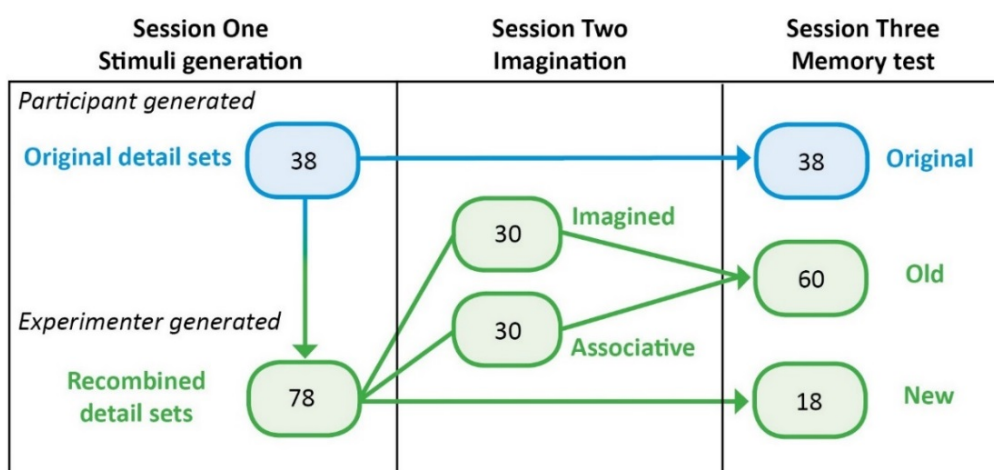 Session One
Stimuli generation
Session Two
Imagination
Session Three
Memory test
Participant generated
Original detail sets
38
38
Original
Imagined
30
60
Old
Experimenter generated
30
Associative
Recombined
detail sets
78
18
New